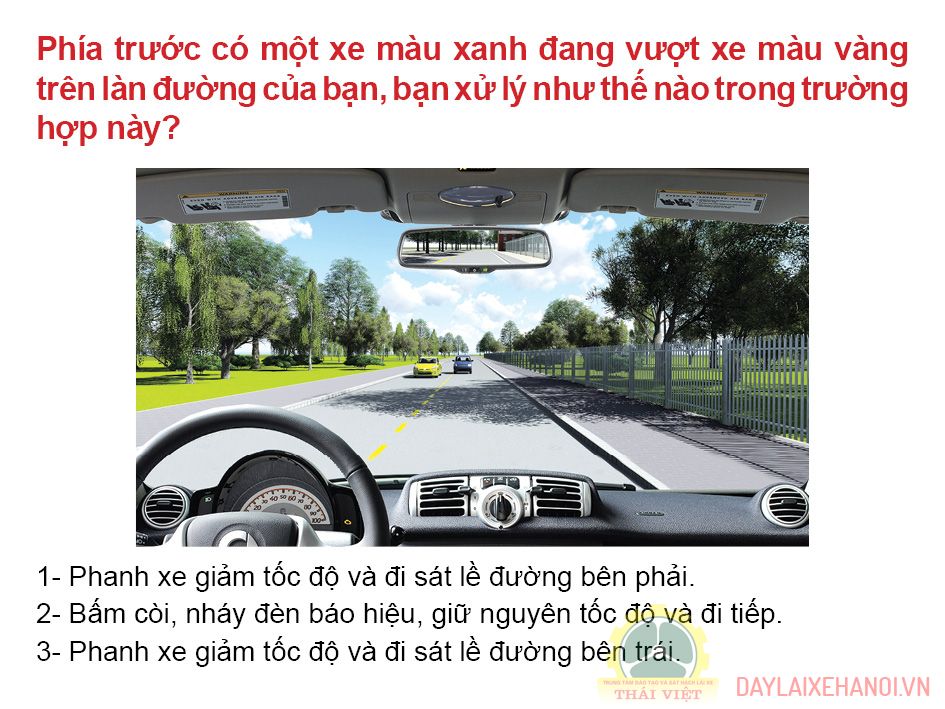 Phía trước có một xe màu xanh đang vượt xe màu vàng
trên làn đường của bạn, bạn xử lý như thế nào trong trường
hợp này?
WARNING
WARNING
1- Phanh xe giảm tốc độ và đi sát lề đường bên phải.
2- Bấm còi, nháy đèn báo hiệu, giữ nguyên tốc độ và đi tiếp.
3- Phanh xe giảm tốc độ và đi sát lề đường bên trái.
TRUNG TÂM ĐÀO TẠO VÀ SÁT HẠCH LÁI XE
THÁI VIỆT
DAYLAIXEHANOI.VN